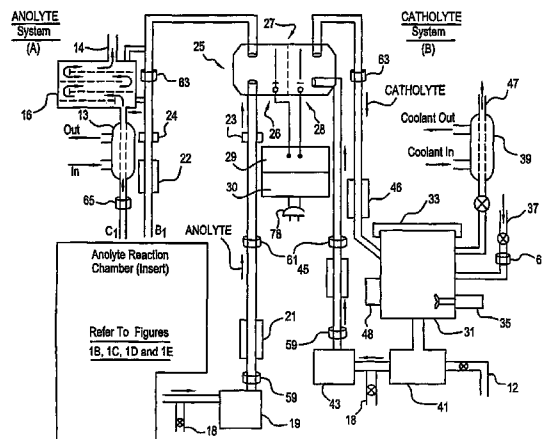 ANOLYTE
System
(A)
14
16
13
Out
In
65
C1
B1
Anolyte Reaction
Chamber (Insert)
Refer To Figures
1B, 1C, 1D and 1E
63
24
22
25
27
23
26
28
29
30
78
ANOLYTE
61
45
21
59
59
18
19
43
18
41
12
CATHOLYTE
System
(B)
63
CATHOLYTE
46
33
48
31
35
47
Coolant Out
Coolant In
39
37
6